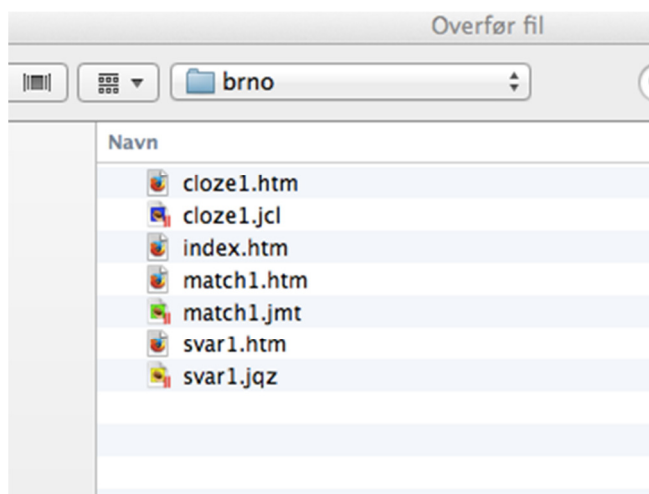 Overfør fil
brno
Navn
cloze1.htm
cloze1.jcl
index.htm
match1.htm
match1.jmt
svar1.htm
svar1.jqz